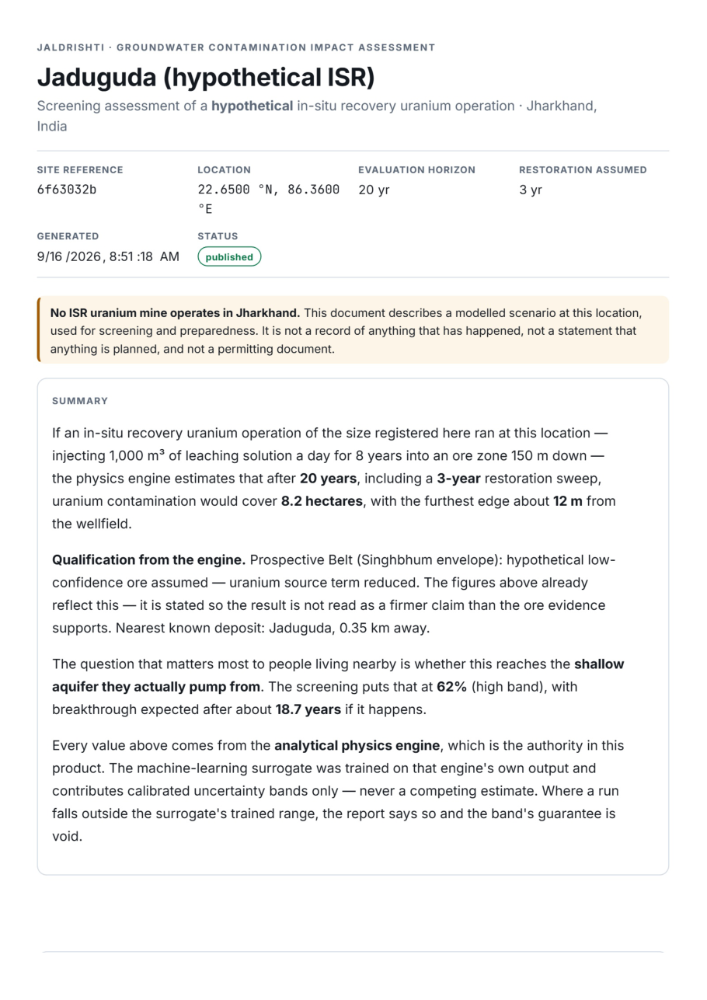 JALDRISHTI · GROUNDWATER CONTAMINATION IMPACT ASSESSMENT
Jaduguda (hypothetical ISR)
Screening assessment of a hypothetical in-situ recovery uranium operation · Jharkhand,
India
SITE REFERENCE LOCATION EVALUATION HORIZON RESTORATION ASSUMED
6f63032b 22.6500 °N, 86.3600 20 yr 3 yr
°E
GENERATED STATUS
9/16 /2026, 8:51 :18 AM published
No ISR uranium mine operates in Jharkhand. This document describes a modelled scenario at this location,
used for screening and preparedness. It is not a record of anything that has happened, not a statement that
anything is planned, and not a permitting document.
SUMMARY
If an in-situ recovery uranium operation of the size registered here ran at this location —
injecting 1,000 m³ of leaching solution a day for 8 years into an ore zone 150 m down —
the physics engine estimates that after 20 years, including a 3-year restoration sweep,
uranium contamination would cover 8.2 hectares, with the furthest edge about 12 m from
the wellfield.
Qualification from the engine. Prospective Belt (Singhbhum envelope): hypothetical low-
confidence ore assumed — uranium source term reduced. The figures above already
reflect this — it is stated so the result is not read as a firmer claim than the ore evidence
supports. Nearest known deposit: Jaduguda, 0.35 km away.
The question that matters most to people living nearby is whether this reaches the shallow
aquifer they actually pump from. The screening puts that at 62% (high band), with
breakthrough expected after about 18.7 years if it happens.
Every value above comes from the analytical physics engine, which is the authority in this
product. The machine-learning surrogate was trained on that engine's own output and
contributes calibrated uncertainty bands only — never a competing estimate. Where a run
falls outside the surrogate's trained range, the report says so and the band's guarantee is
void.